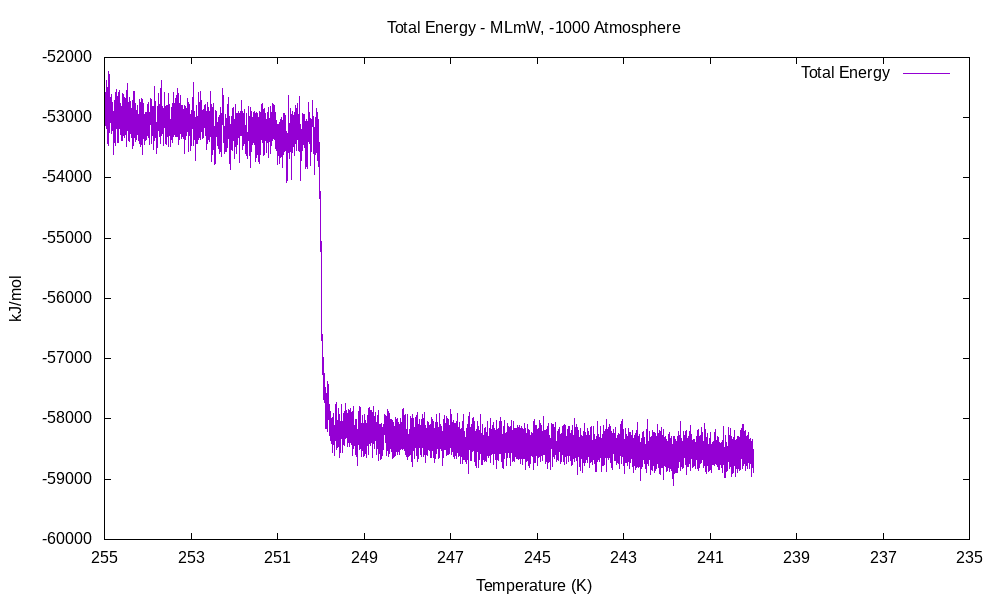 Total Energy - MLmW, -1000 Atmosphere
Total Energy
-52000
-53000
-54000
-55000
-56000
-57000
-58000
-59000
-60000
kJ/mol
255 253 251 249 247 245 243 241 239 237 235
Temperature (K)